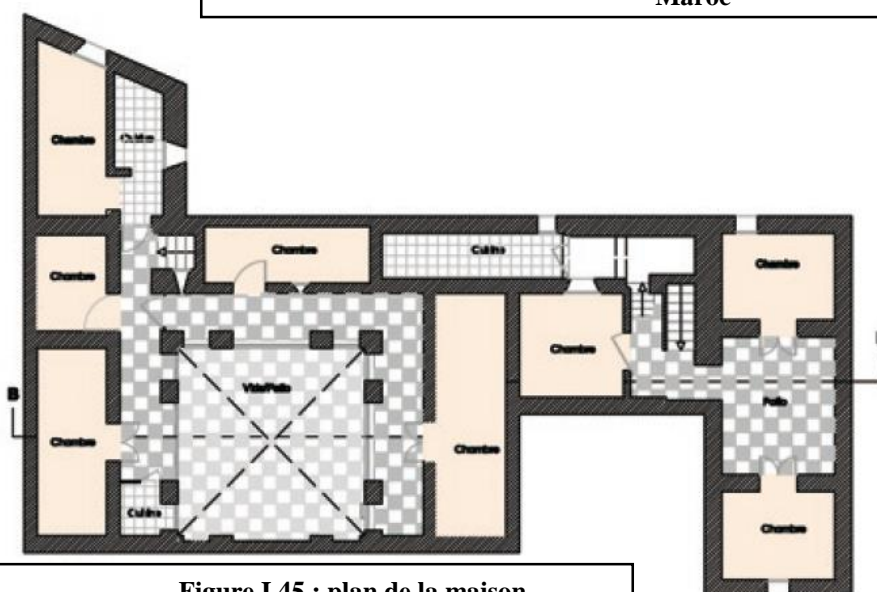 Maroc
Chambre
Cuisine
Chambre
Chambre
Cuisine
Chambre
Chambre
Vide/Patio
Patio
B
Chambre
Chambre
Cuisine
Chambre
Figure I.45 : plan de la maison